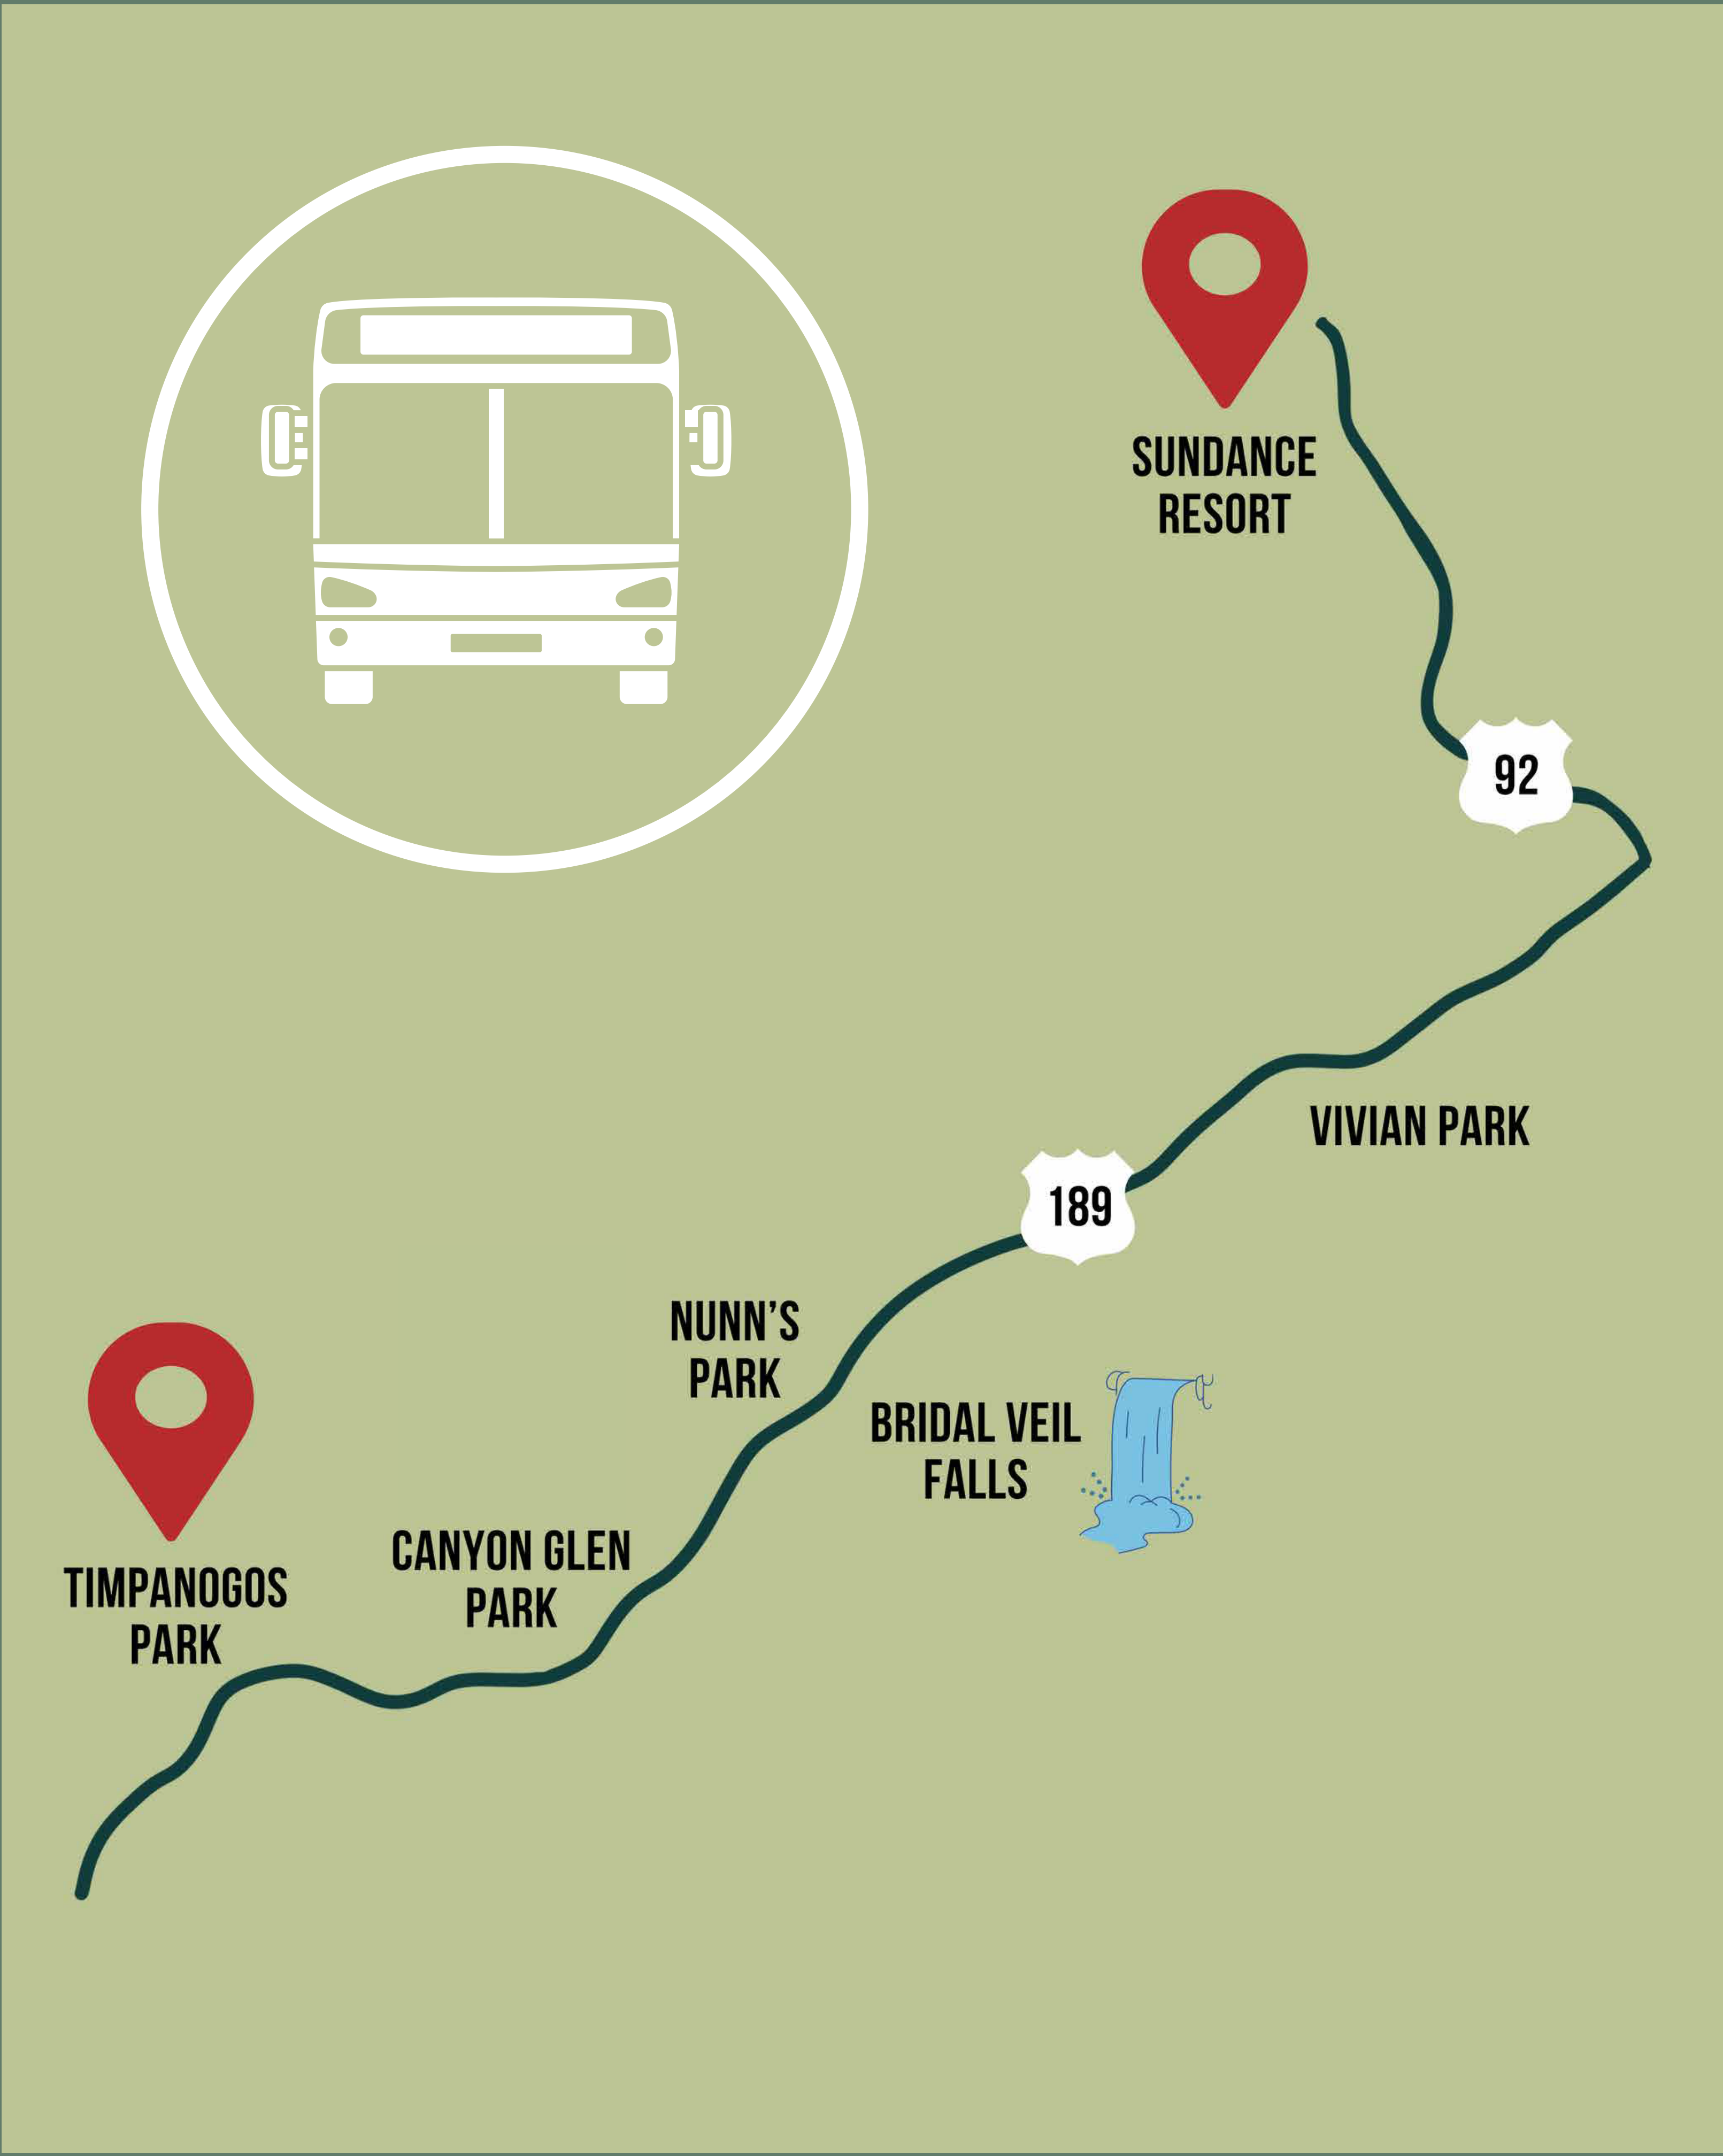 SUNDANCE
RESORT
92
VIVIAN PARK
189
NUNN'S
PARK
BRIDAL VEIL
FALLS
CANYON GLEN
PARK
TIMPANOGOS
PARK